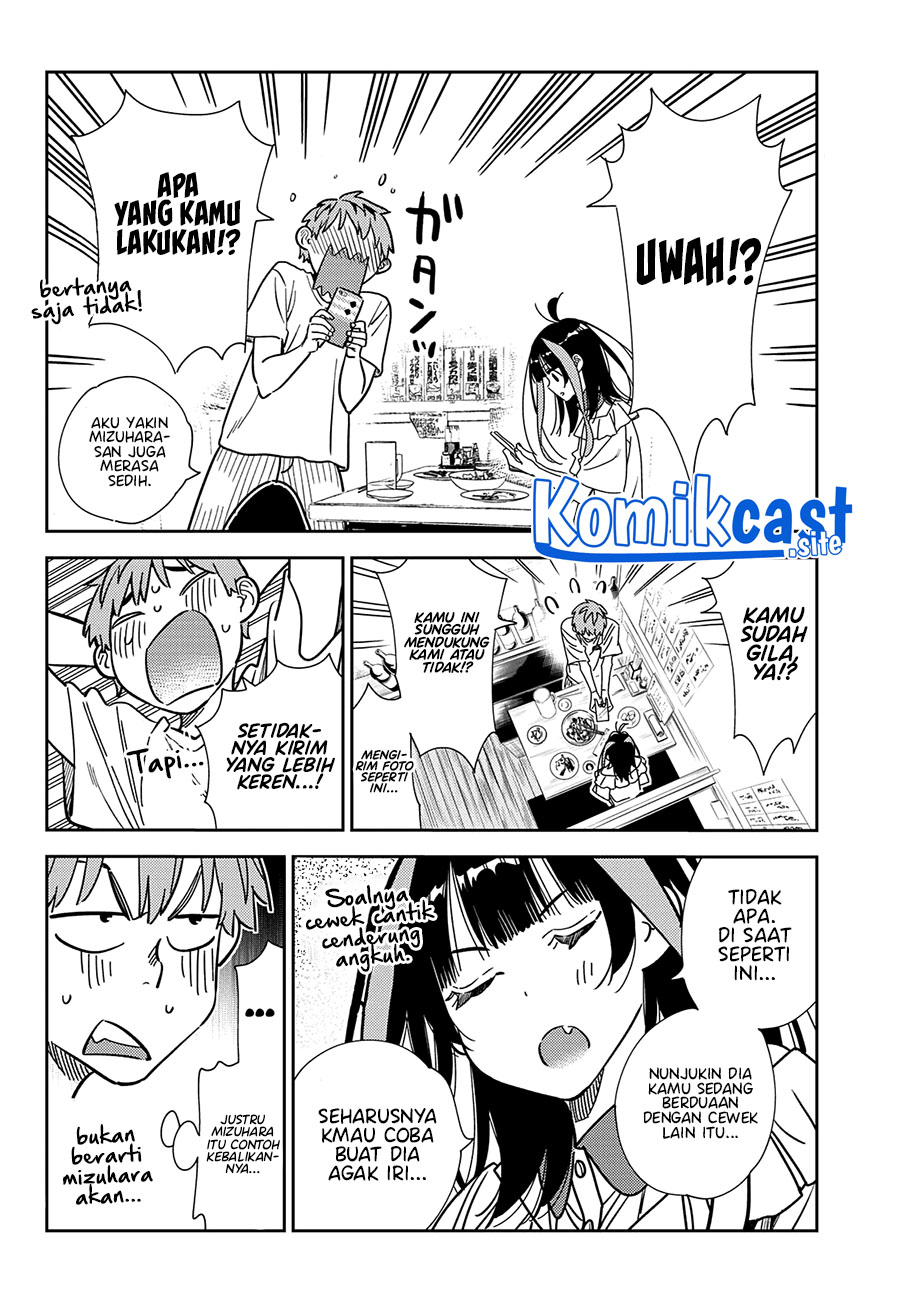 UWAH!?
ガタンッ
APA
YANG KAMU
LAKUKAN!?
bertanya
saja tidak!
AKU YAKIN
MIZUHARA-
SAN JUGA
MERASA
SEDIH.
Komikcast
.site
KAMU
SUDAH
GILA,
YA!?
KAMU INI
SUNGGUH
MENDUKUNG
KAMI ATAU
TIDAK!?
MENGI-
RIM FOTO
SEPERTI
INI...
SETIDAK-
NYA KIRIM
YANG LEBIH
KEREN...!
Tapi...
TIDAK
APA.
DI SAAT
SEPERTI
INI...
Soalnya
cewek cantik
cenderung
angkuh.
NUNJUKIN DIA
KAMU SEDANG
BERDUAAN
DENGAN CEWEK
LAIN ITU...
SEHARUSNYA
KMAU COBA
BUAT DIA
AGAK IRI...
...
JUSTRU
MIZUHARA
ITU CONTOH
KEBALIKAN-
NYA...
bukan
berarti
mizuhara
akan...